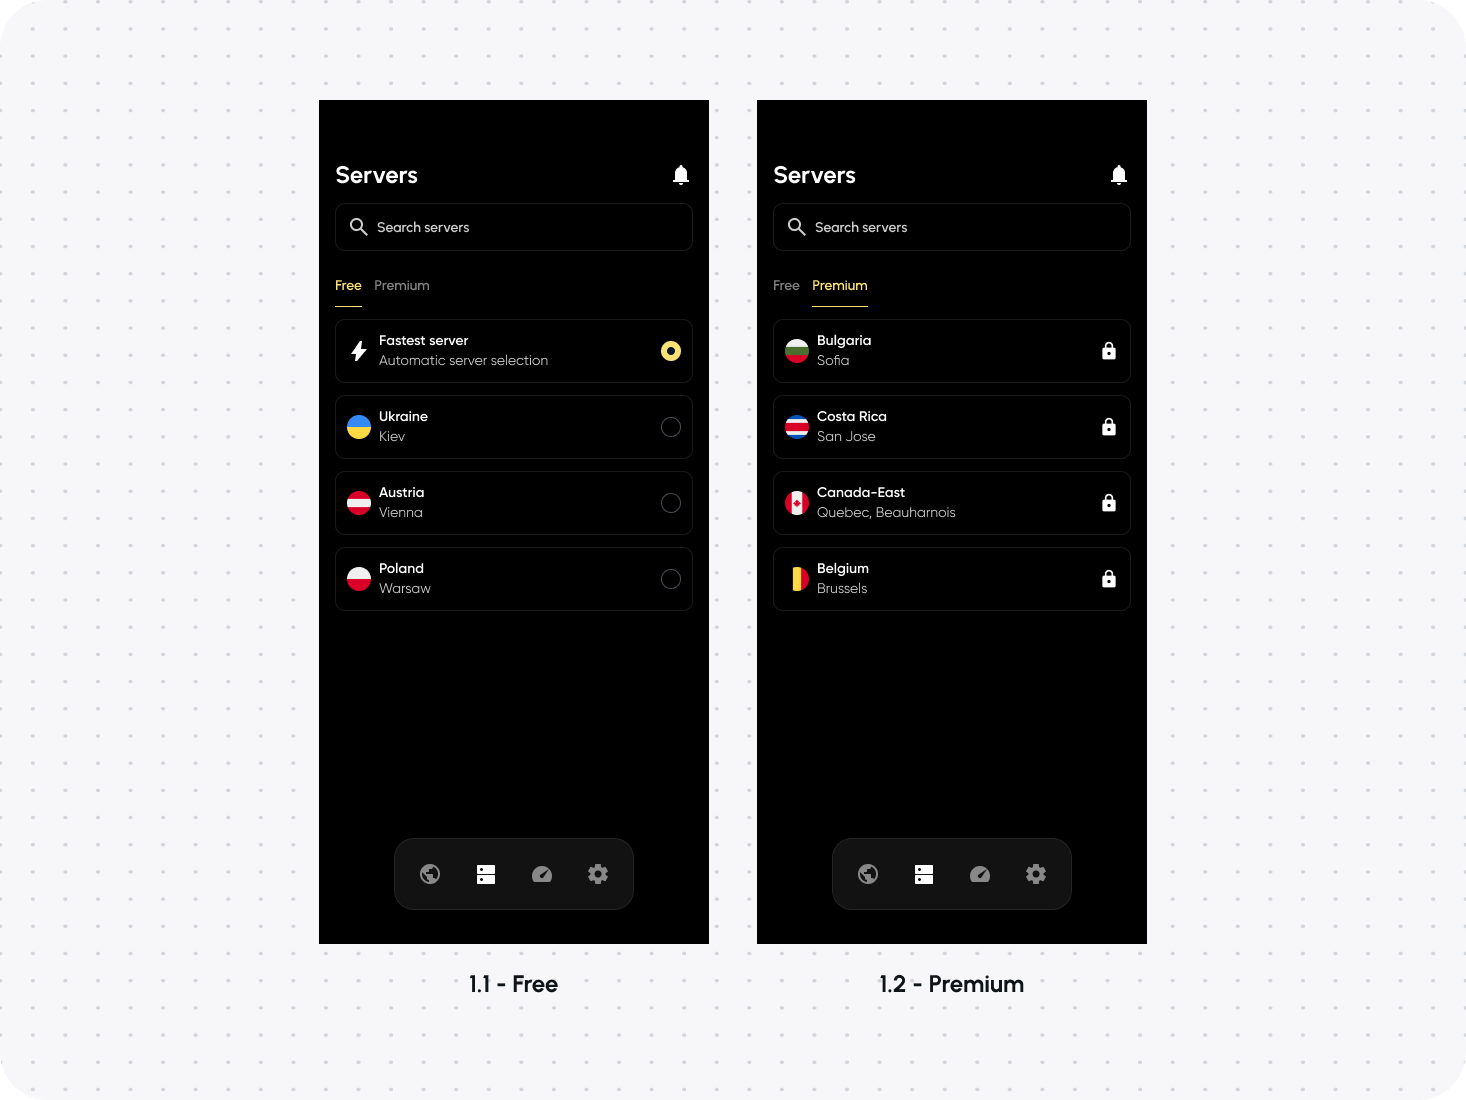 Servers
Search servers
Free Premium
Fastest server
Automatic server selection
Ukraine
Kiev
Austria
Vienna
Poland
Warsaw
1.1 - Free
Servers
Search servers
Free Premium
Bulgaria
Sofia
Costa Rica
San Jose
Canada-East
Quebec, Beauharnois
Belgium
Brussels
1.2 - Premium